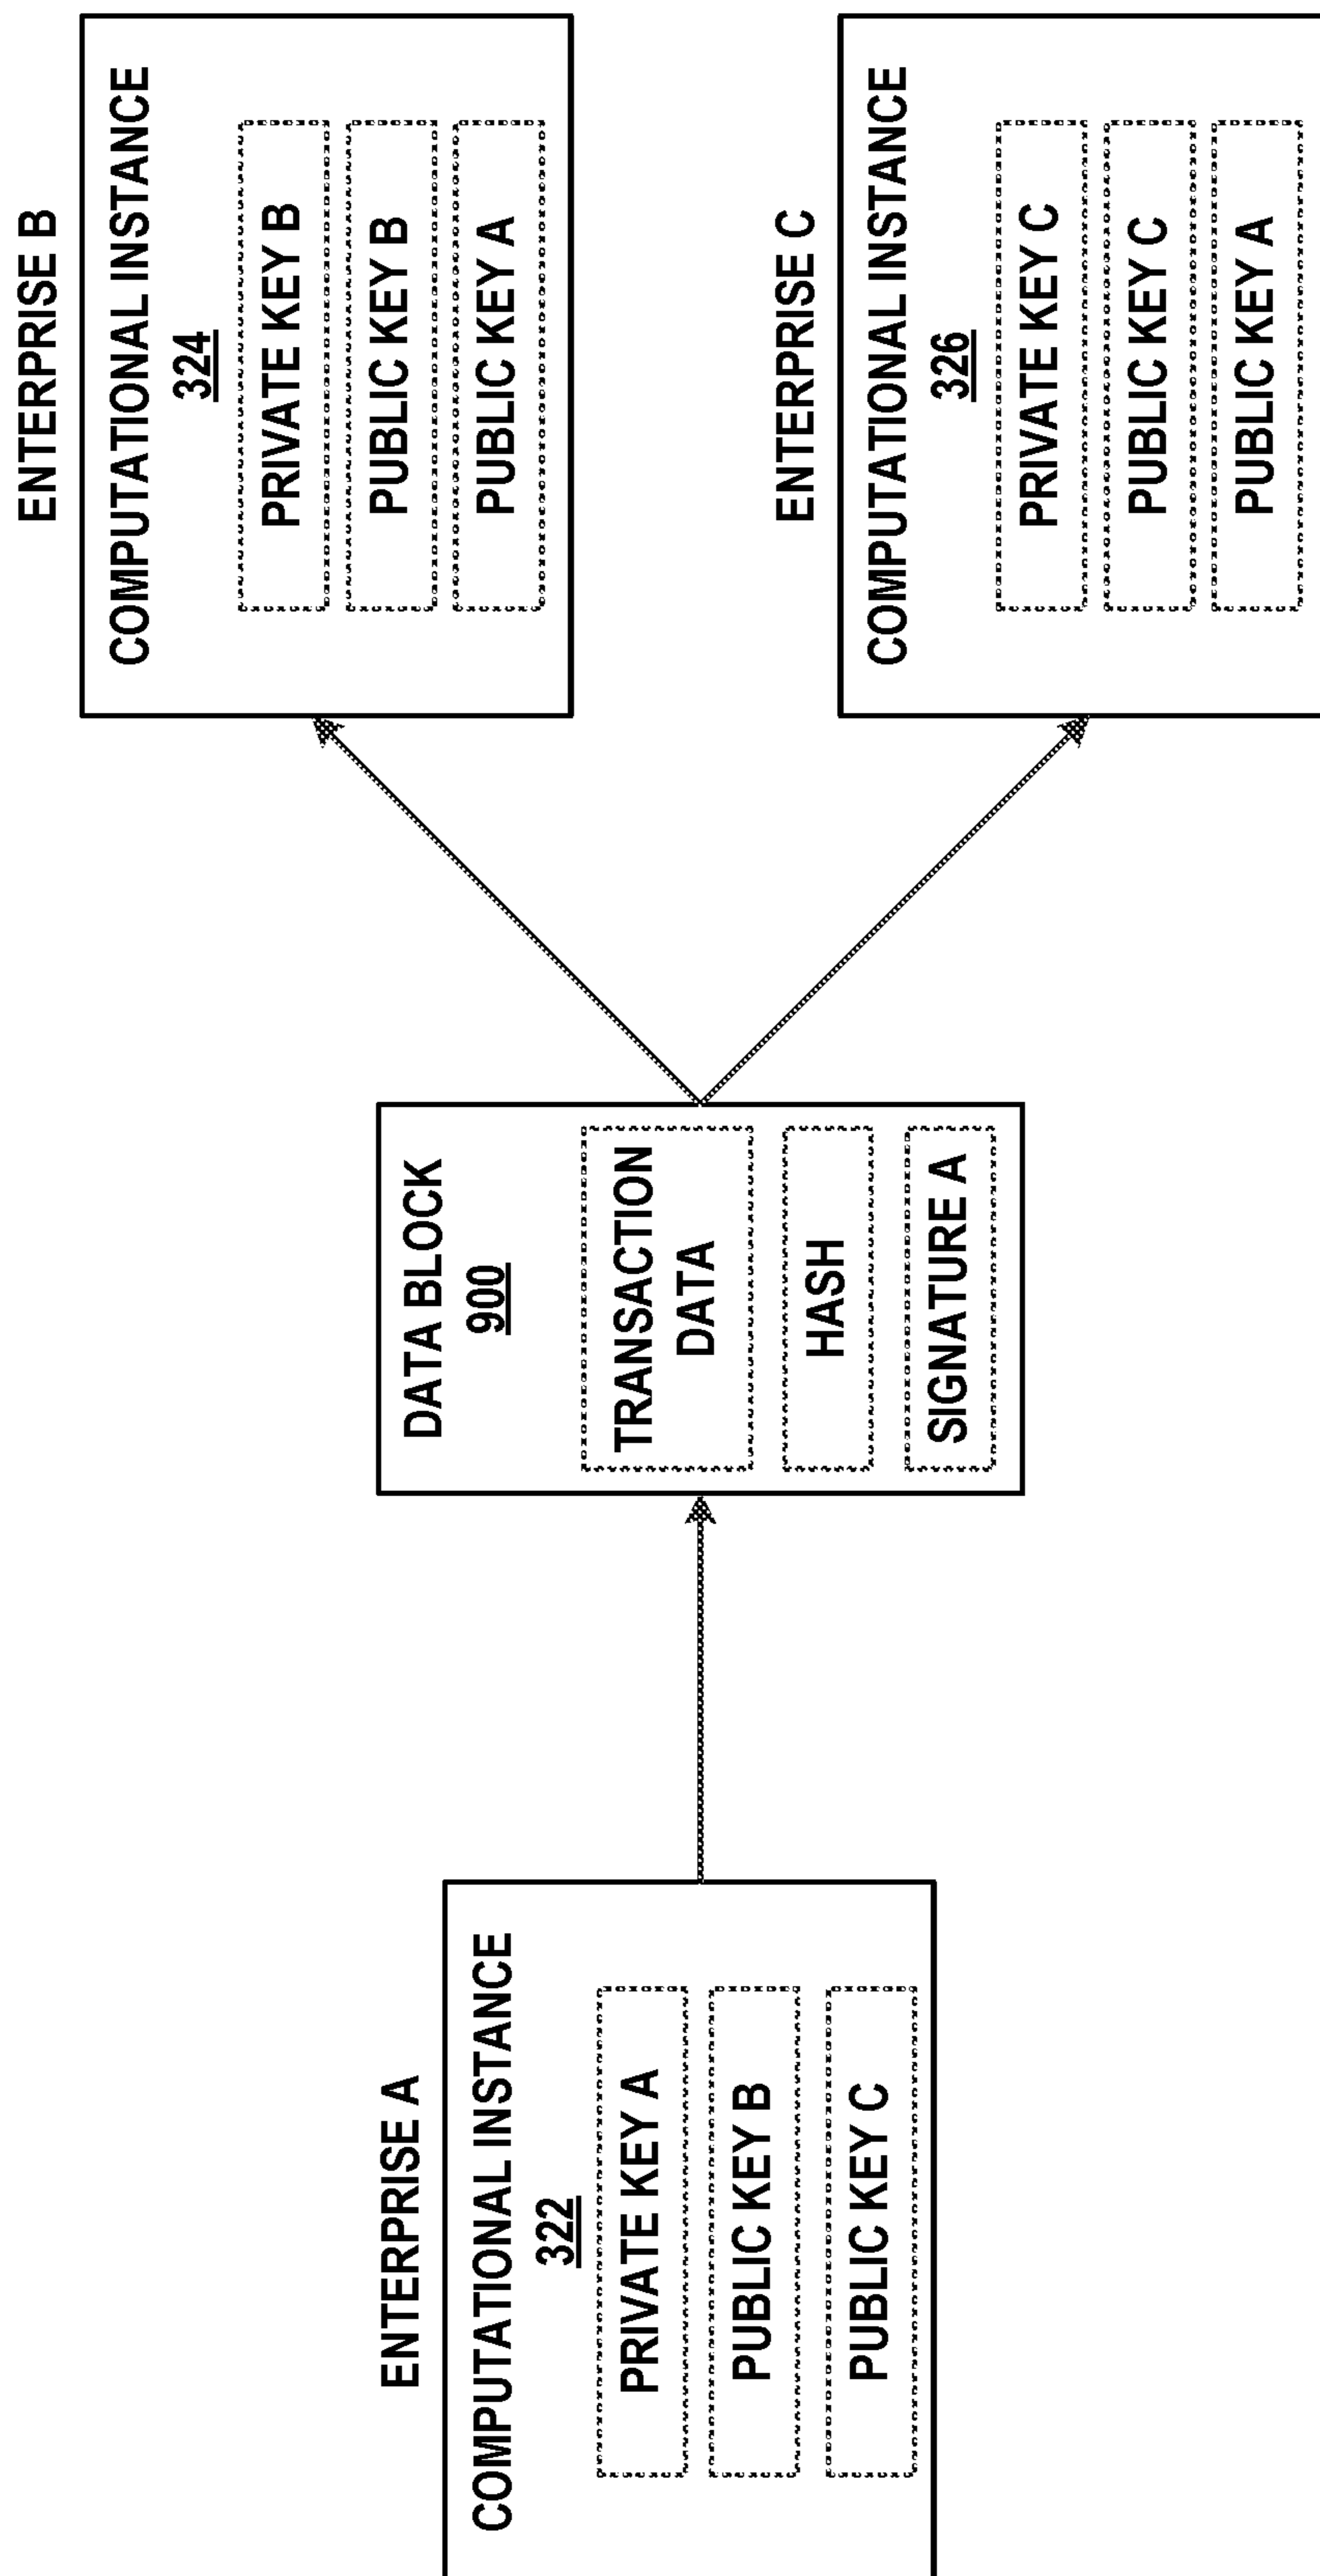 ENTERPRISE A
COMPUTATIONAL INSTANCE
322
PRIVATE KEY A
PUBLIC KEY B
PUBLIC KEY C
DATA BLOCK
900
TRANSACTION
DATA
HASH
SIGNATURE A
ENTERPRISE B
COMPUTATIONAL INSTANCE
324
PRIVATE KEY B
PUBLIC KEY B
PUBLIC KEY A
ENTERPRISE C
COMPUTATIONAL INSTANCE
326
PRIVATE KEY C
PUBLIC KEY C
PUBLIC KEY A